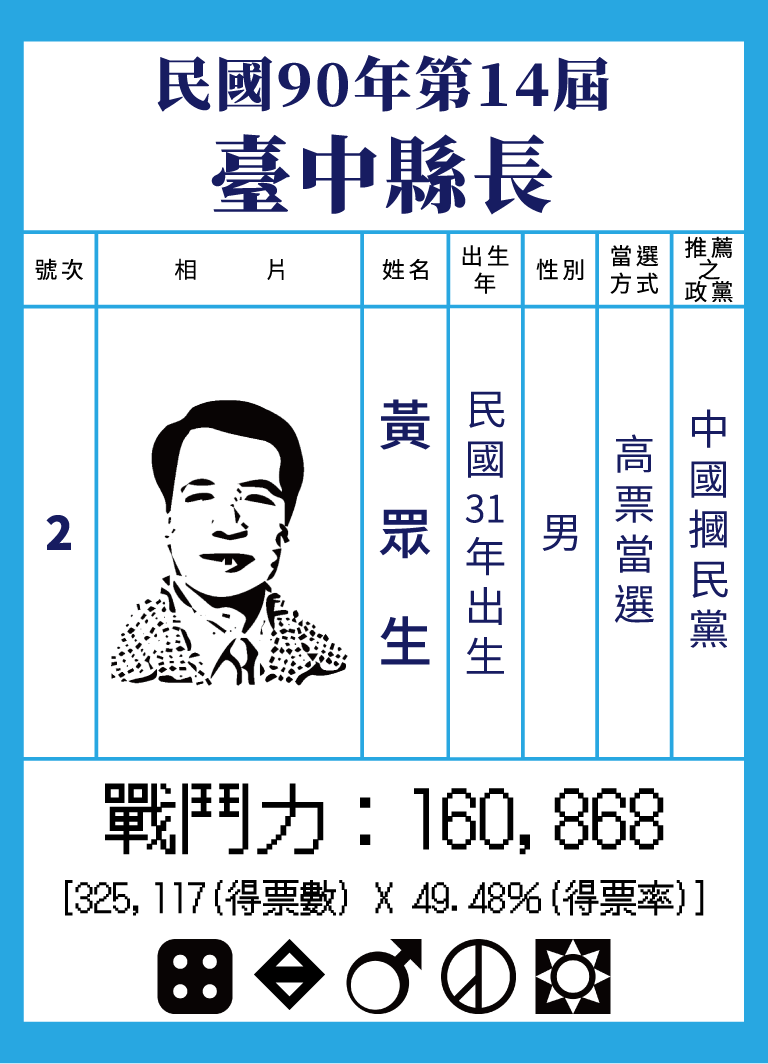 民國90年第14屆
臺中縣長
號次
相片
姓名
出生年
性別
當選方式
推薦之政黨
2
黃眾生
民國31年出生
男
高票當選
中國摑民黨
戰鬥力：160,868
[325,117(得票數) X 49.48%(得票率)]